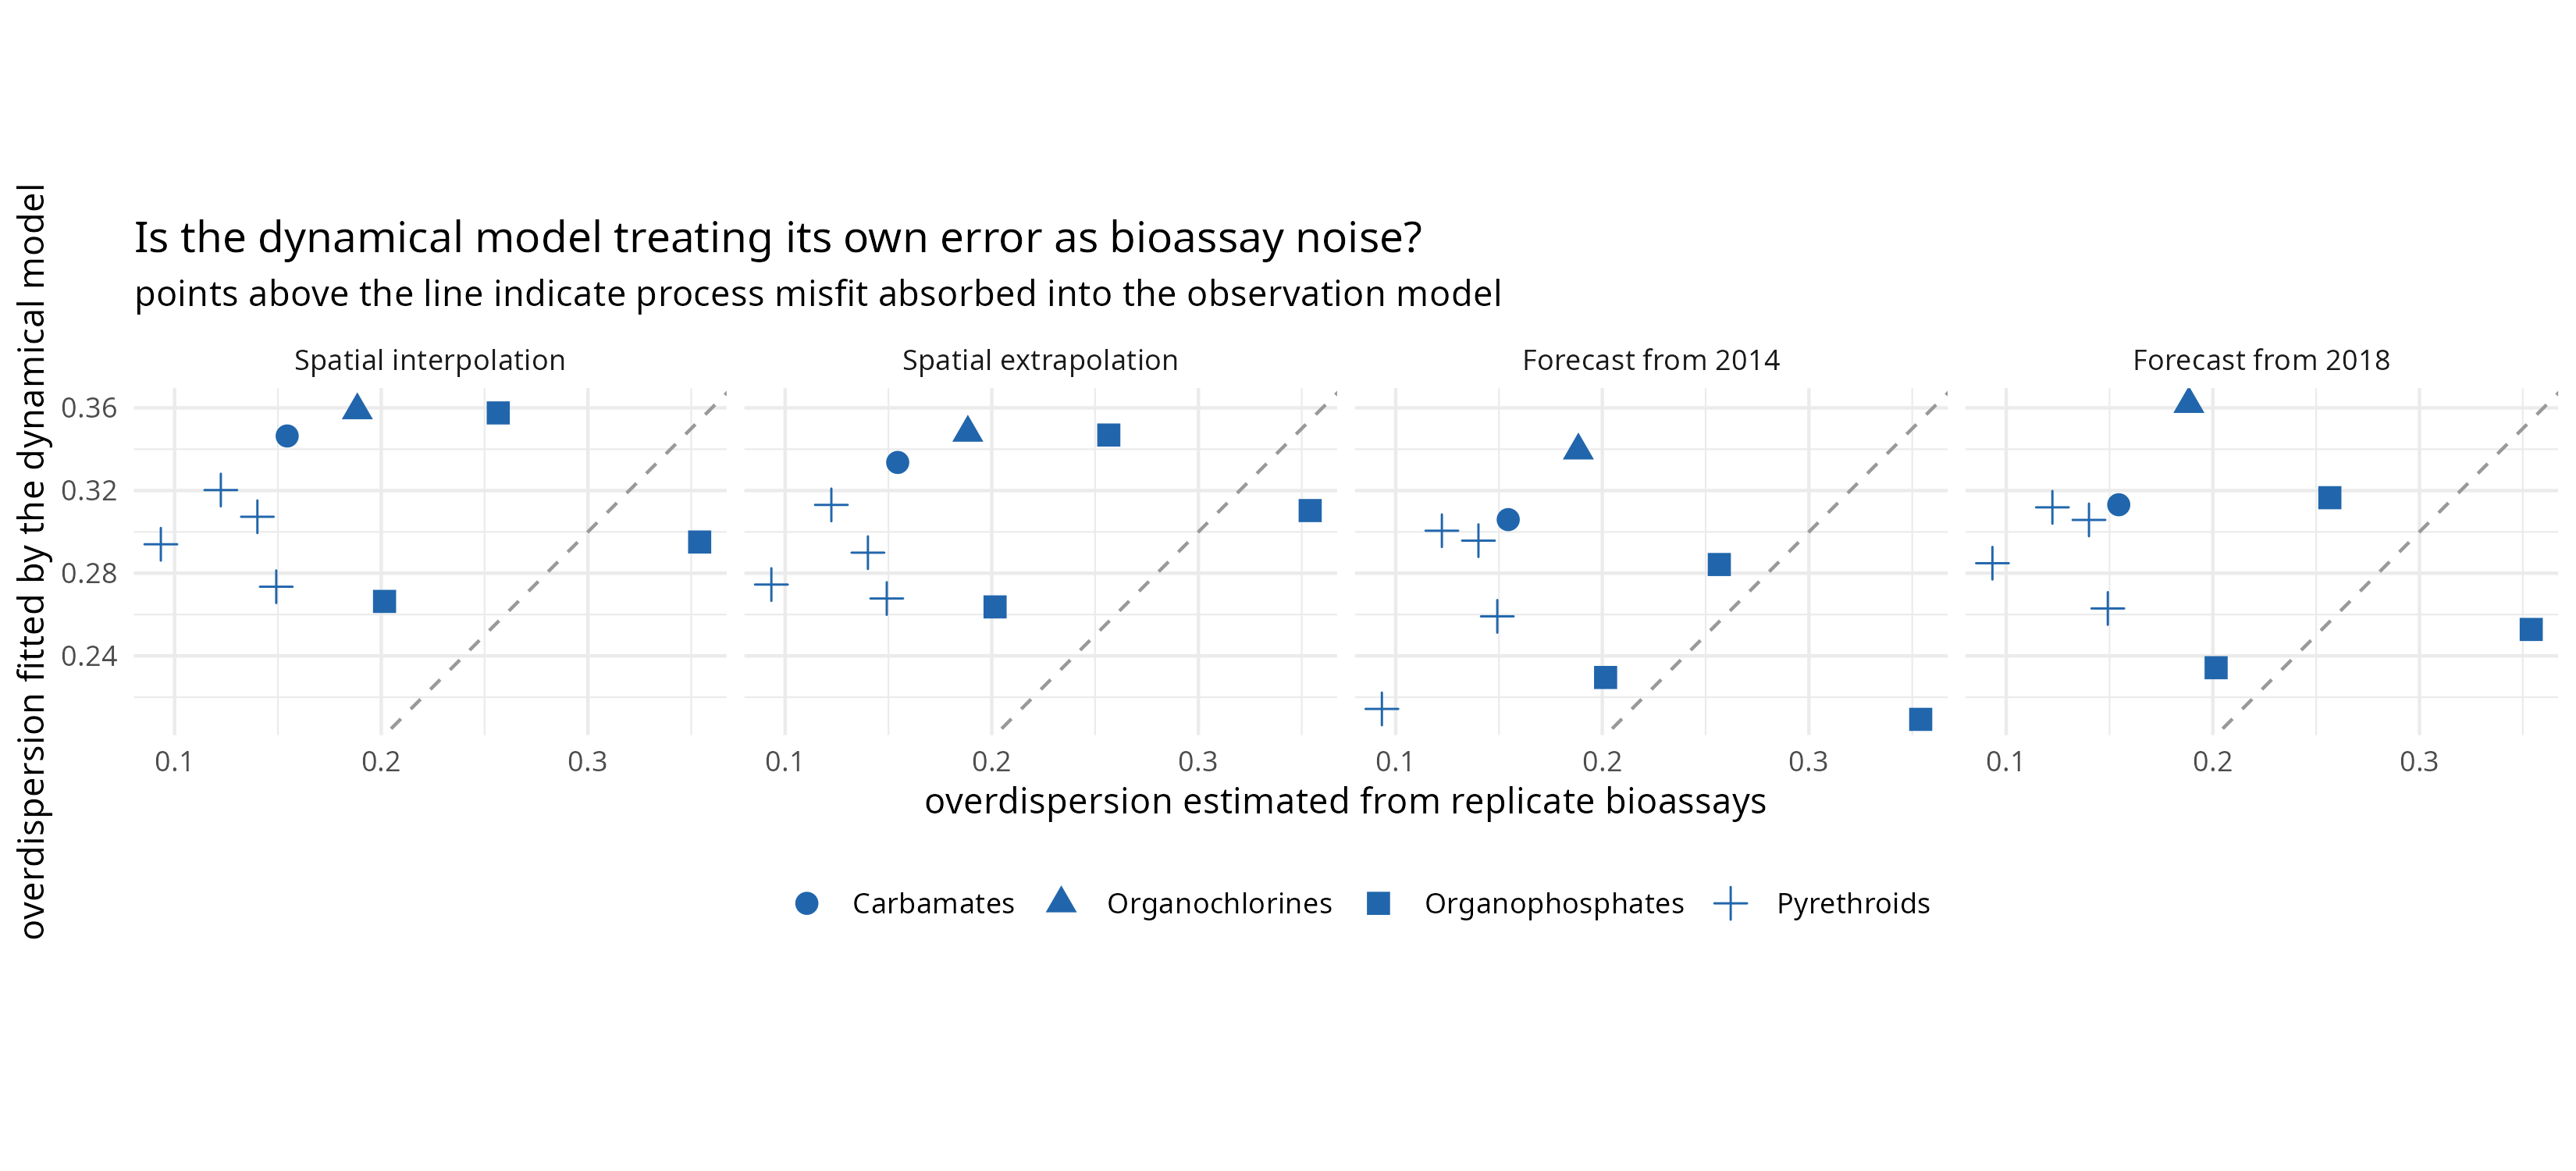 Is the dynamical model treating its own error as bioassay noise?
points above the line indicate process misfit absorbed into the observation model
overdispersion fitted by the dynamical model
Spatial interpolation
Spatial extrapolation
Forecast from 2014
Forecast from 2018
0.36
0.32
0.28
0.24
0.1 0.2 0.3
0.1 0.2 0.3
0.1 0.2 0.3
0.1 0.2 0.3
overdispersion estimated from replicate bioassays
Carbamates Organochlorines Organophosphates Pyrethroids